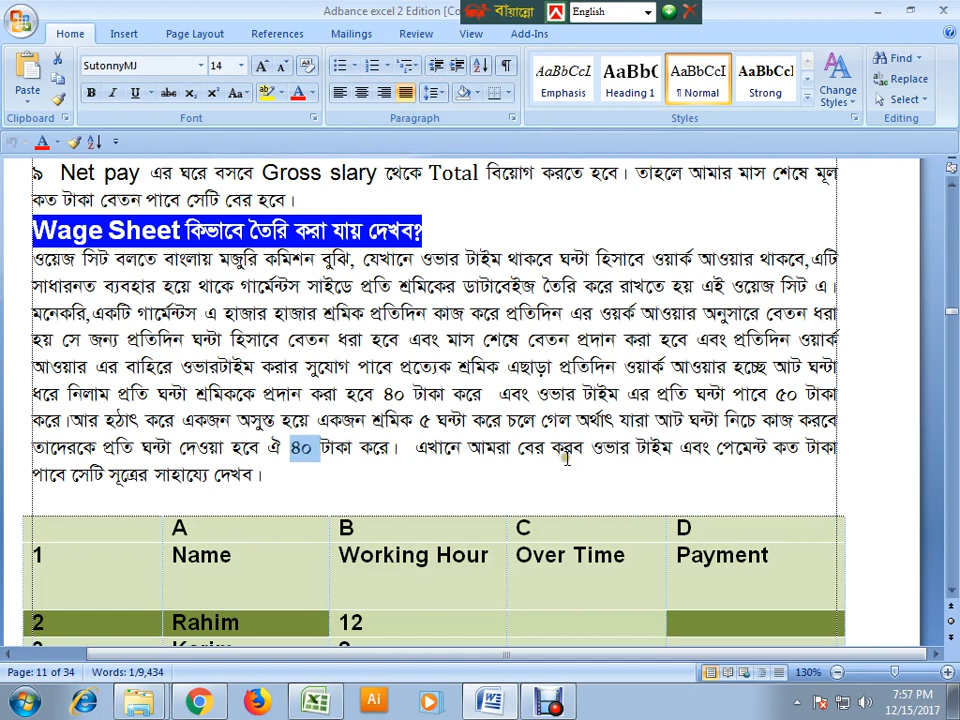 Adbance excel 2 Edition [Co
বায়ান্নো
English
Home Insert Page Layout References Mailings Review View Add-Ins
Paste
SutonnyMJ 14
AaBbCcI AaBbC AaBbCcI AaBbCcl
Emphasis Heading 1 ¶ Normal Strong
Change Styles
Find
Replace
Select
Clipboard Font Paragraph Styles Editing
৯ Net pay এর ঘরে বসবে Gross slary থেকে Total বিয়োগ করতে হবে। তাহলে আমার মাস শেষে মূল
কত টাকা বেতন পাবে সেটি বের হবে।
Wage Sheet কিভাবে তৈরি করা যায় দেখব?
ওয়েজ সিট বলতে বাংলায় মজুরি কমিশন বুঝি, যেখানে ওভার টাইম থাকবে ঘন্টা হিসাবে ওয়ার্ক আওয়ার থাকবে,এটি
সাধারনত ব্যবহার হয়ে থাকে গার্মেন্টস সাইডে প্রতি শ্রমিকের ডাটাবেইজ তৈরি করে রাখতে হয় এই ওয়েজ সিট এ।
মনেকরি,একটি গার্মেন্টস এ হাজার হাজার শ্রমিক প্রতিদিন কাজ করে প্রতিদিন এর ওয়র্ক আওয়ার অনুসারে বেতন ধরা
হয় সে জন্য প্রতিদিন ঘন্টা হিসাবে বেতন ধরা হবে এবং মাস শেষে বেতন প্রদান করা হবে এবং প্রতিদিন ওয়ার্ক
আওয়ার এর বাহিরে ওভারটাইম করার সুযোগ পাবে প্রত্যেক শ্রমিক এছাড়া প্রতিদিন ওয়ার্ক আওয়ার হচ্ছে আট ঘন্টা
ধরে নিলাম প্রতি ঘন্টা শ্রমিককে প্রদান করা হবে ৪০ টাকা করে এবং ওভার টাইম এর প্রতি ঘন্টা পাবে ৫০ টাকা
করে।আর হঠাৎ করে একজন অসুস্ত হয়ে একজন শ্রমিক ৫ ঘন্টা করে চলে গেল অর্থাৎ যারা আট ঘন্টা নিচে কাজ করবে
তাদেরকে প্রতি ঘন্টা দেওয়া হবে ঐ ৪০ টাকা করে। এখানে আমরা বের করব ওভার টাইম এবং পেমেন্ট কত টাকা
পাবে সেটি সূত্রের সাহায্যে দেখব।
A B C D
1 Name Working Hour Over Time Payment
2 Rahim 12
Page: 11 of 34 Words: 1/9,434 130%
Ai
7:57 PM
12/15/2017